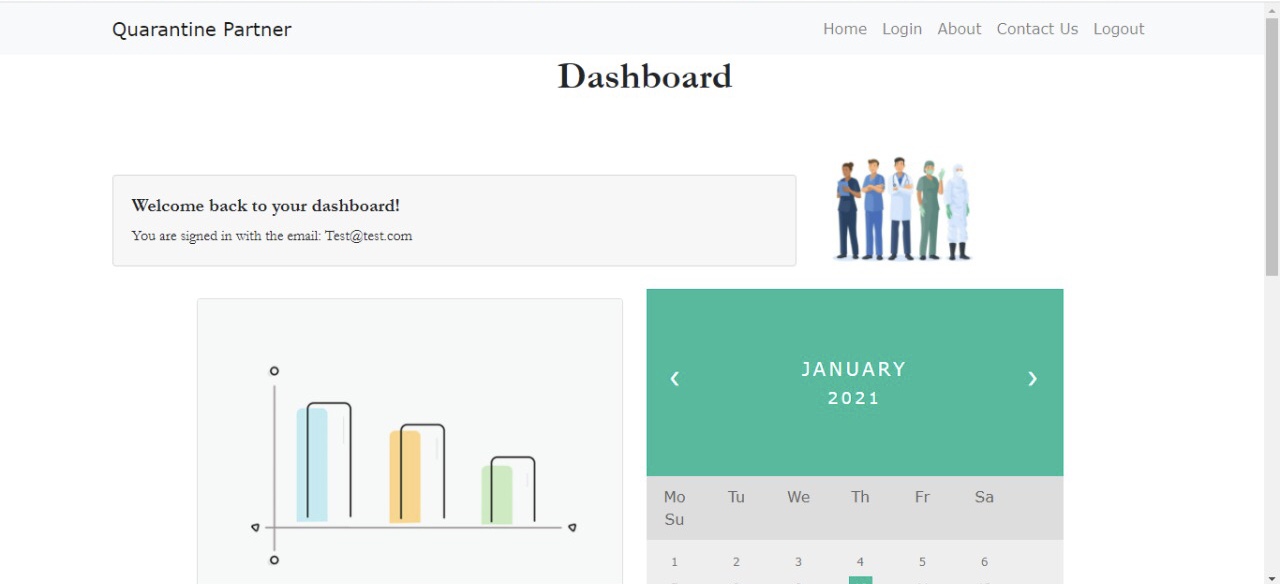 Quarantine Partner
Home Login About Contact Us Logout
Dashboard
Welcome back to your dashboard!
You are signed in with the email: Test@test.com
JANUARY
2021
Mo Tu We Th Fr Sa
Su
1 2 3 4 5 6